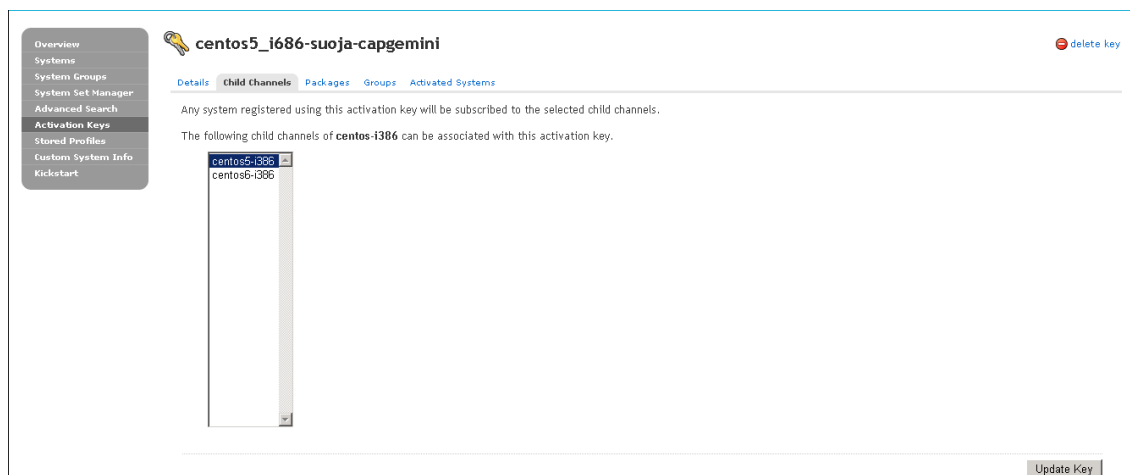 Overview
Systems
System Groups
System Set Manager
Advanced Search
Activation Keys
Stored Profiles
Custom System Info
Kickstart
centos5_i686-suoja-capgemini
delete key
Details Child Channels Packages Groups Activated Systems
Any system registered using this activation key will be subscribed to the selected child channels.
The following child channels of centos-i386 can be associated with this activation key.
centos5-i386
centos6-i386
Update Key